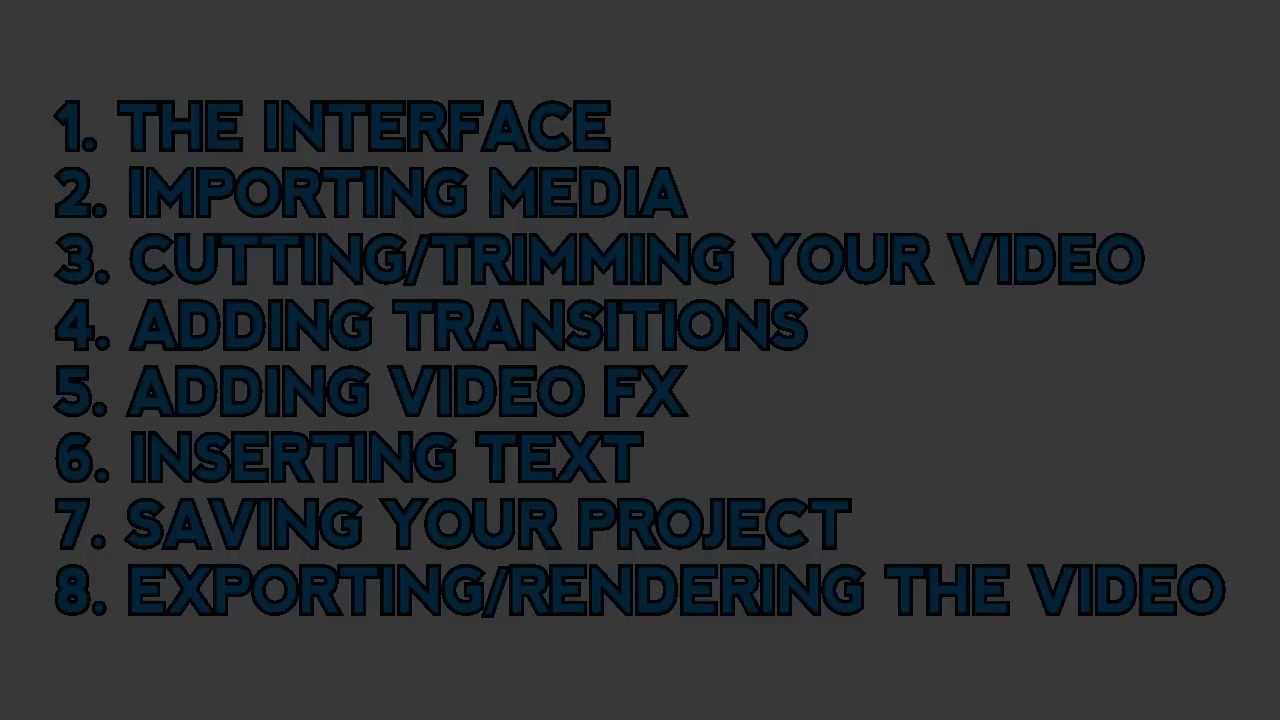 1. THE INTERFACE
2. IMPORTING MEDIA
3. CUTTING/TRIMMING YOUR VIDEO
4. ADDING TRANSITIONS
5. ADDING VIDEO FX
6. INSERTING TEXT
7. SAVING YOUR PROJECT
8. EXPORTING/RENDERING THE VIDEO